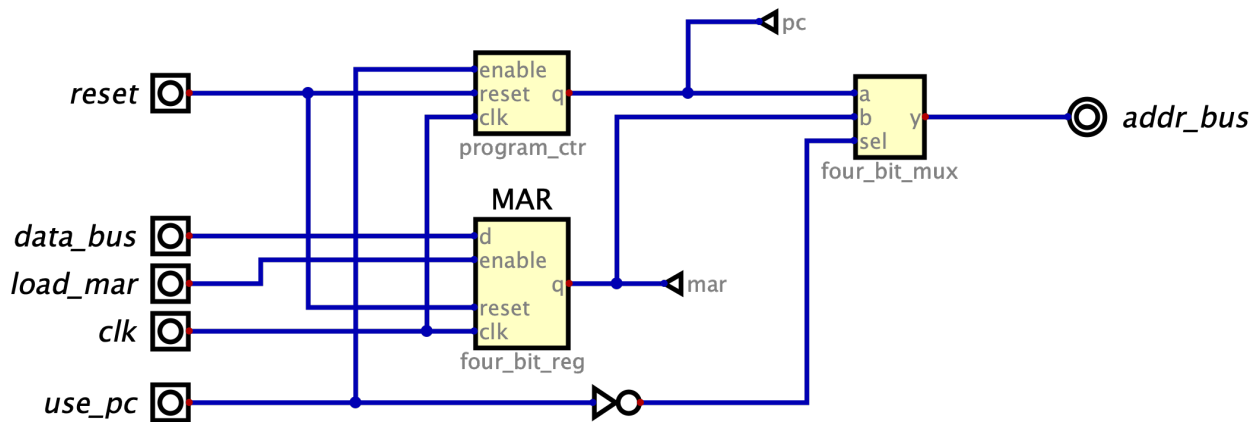 pc
enable
reset
reset
q
a
clk
b
y
addr_bus
program_ctr
sel
four_bit_mux
MAR
data_bus
d
enable
load_mar
q
mar
reset
clk
clk
four_bit_reg
use_pc